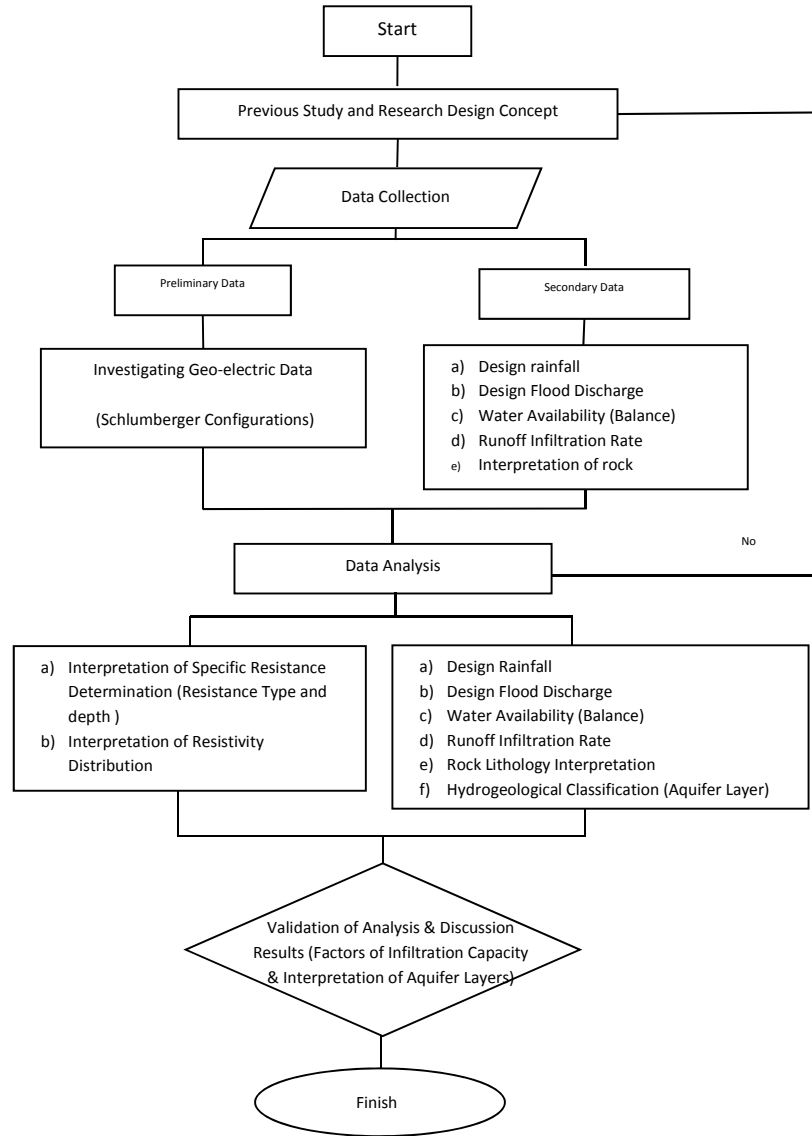 Start
Previous Study and Research Design Concept
Data Collection
Preliminary Data
Secondary Data
Investigating Geo-electric Data
(Schlumberger Configurations)
a) Design rainfall
b) Design Flood Discharge
c) Water Availability (Balance)
d) Runoff Infiltration Rate
e) Interpretation of rock
No
Data Analysis
a) Interpretation of Specific Resistance
Determination (Resistance Type and
depth )
b) Interpretation of Resistivity
Distribution
a) Design Rainfall
b) Design Flood Discharge
c) Water Availability (Balance)
d) Runoff Infiltration Rate
e) Rock Lithology Interpretation
f) Hydrogeological Classification (Aquifer Layer)
Validation of Analysis & Discussion
Results (Factors of Infiltration Capacity
& Interpretation of Aquifer Layers)
Finish